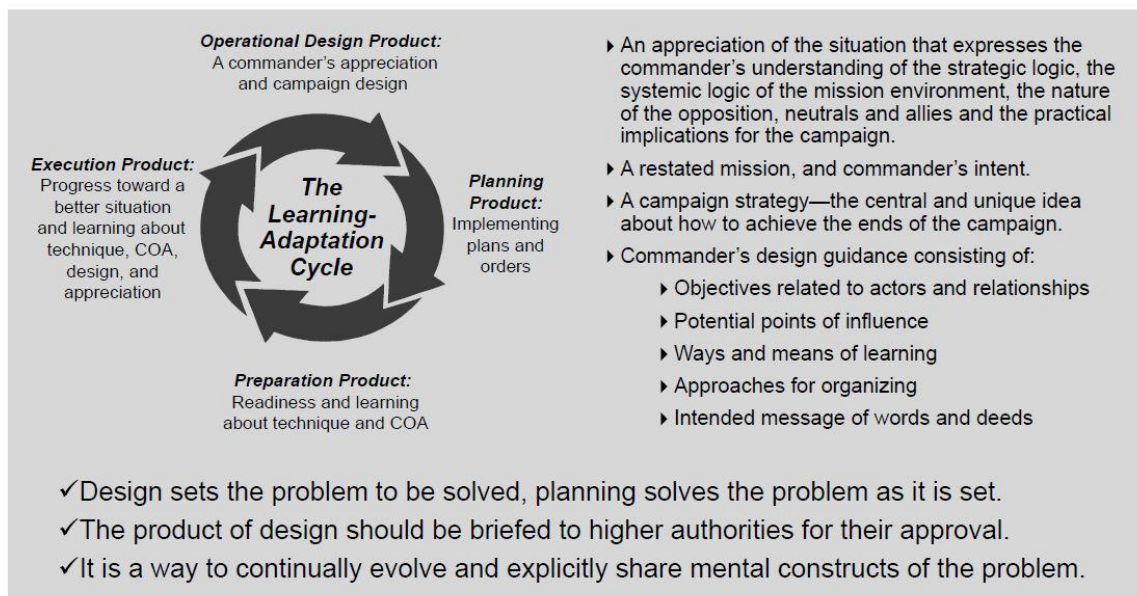 Operational Design Product:
A commander's appreciation
and campaign design
Execution Product:
Progress toward a
better situation
and learning about
technique, COA,
design, and
appreciation
The
Learning-
Adaptation
Cycle
Planning
Product:
Implementing
plans and
orders
Preparation Product:
Readiness and learning
about technique and COA
An appreciation of the situation that expresses the
commander's understanding of the strategic logic, the
systemic logic of the mission environment, the nature
of the opposition, neutrals and allies and the practical
implications for the campaign.
A restated mission, and commander's intent.
A campaign strategy—the central and unique idea
about how to achieve the ends of the campaign.
Commander's design guidance consisting of:
Objectives related to actors and relationships
Potential points of influence
Ways and means of learning
Approaches for organizing
Intended message of words and deeds
✓Design sets the problem to be solved, planning solves the problem as it is set.
✓The product of design should be briefed to higher authorities for their approval.
✓It is a way to continually evolve and explicitly share mental constructs of the problem.